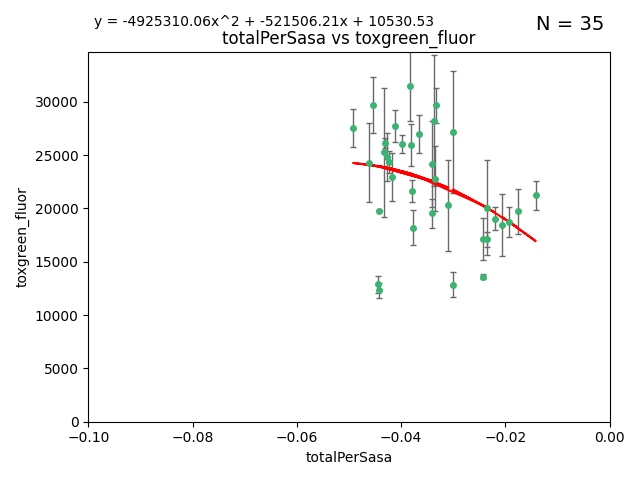 y = -4925310.06x^2 + -521506.21x + 10530.53
N = 35
totalPerSasa vs toxgreen_fluor
30000
25000
20000
15000
10000
5000
0
toxgreen_fluor
−0.10
−0.08
−0.06
−0.04
−0.02
0.00
totalPerSasa